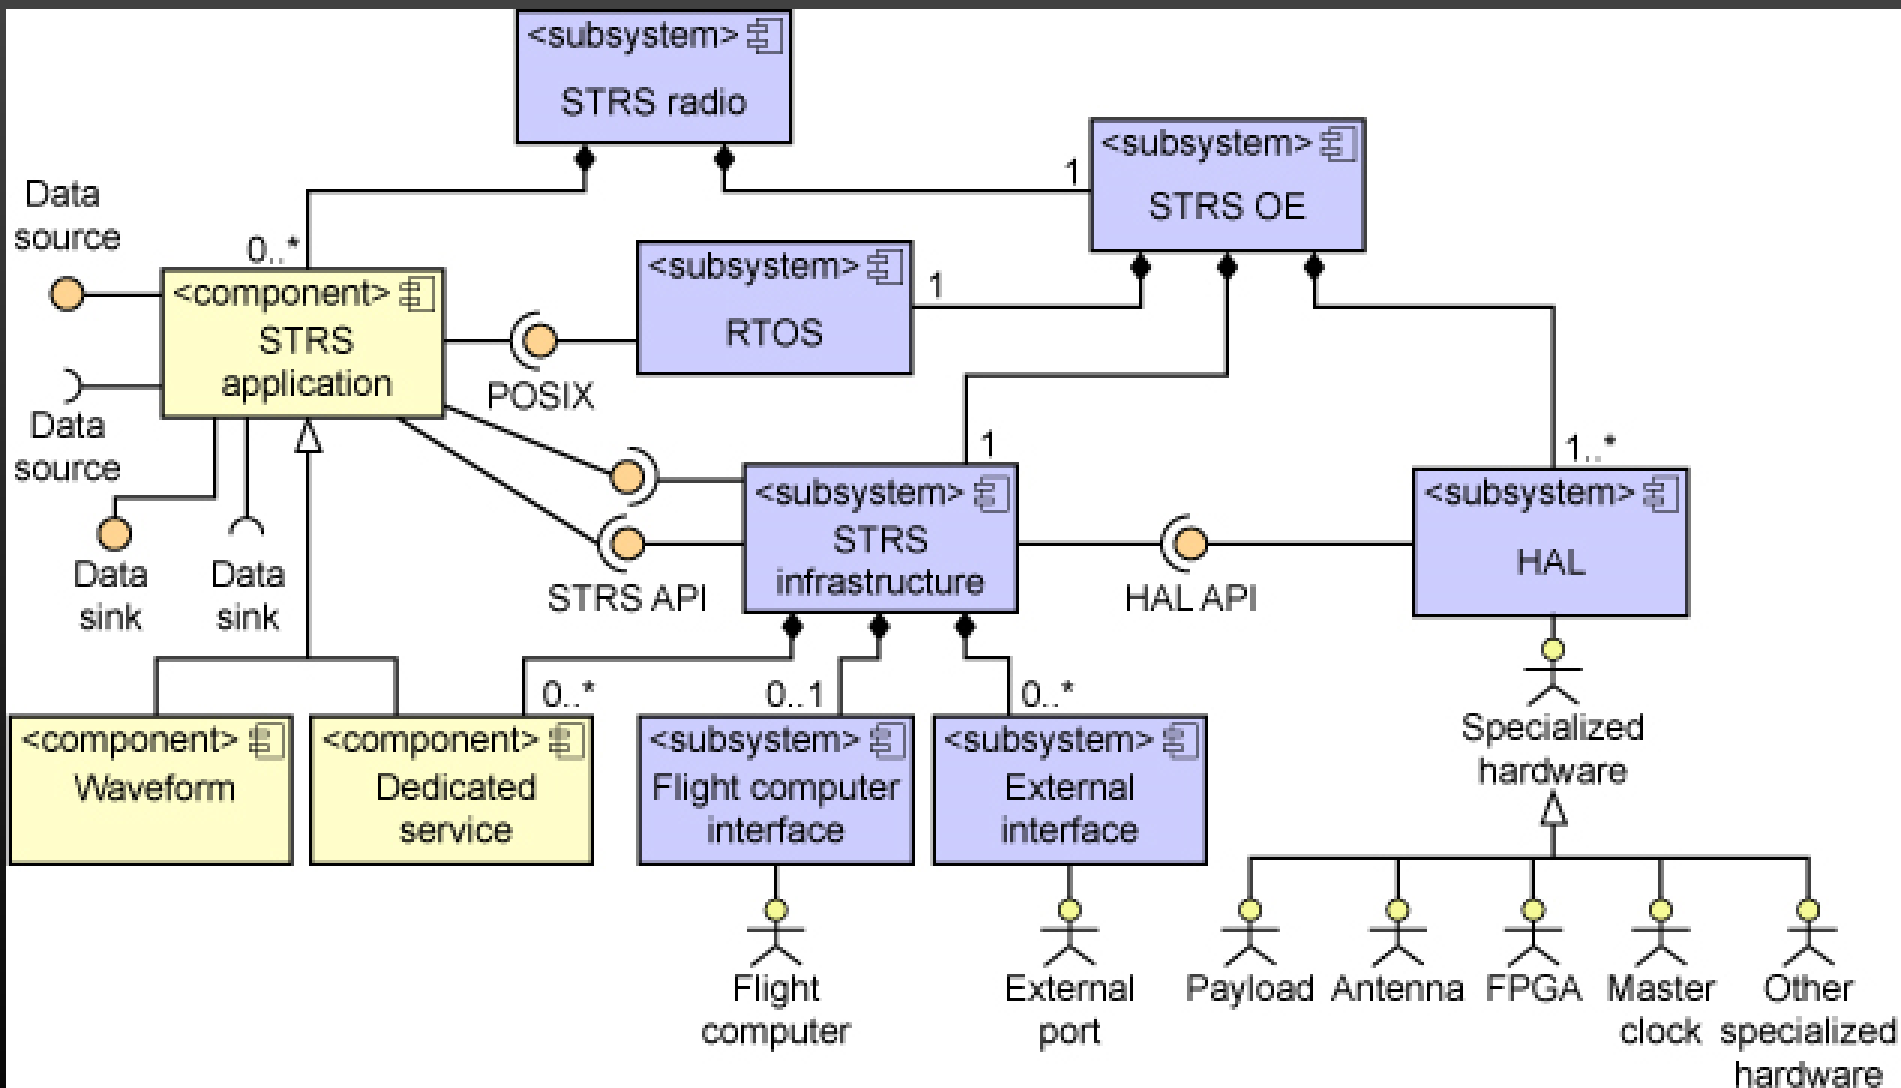 <subsystem>
STRS radio
<subsystem>
STRS OE
1
Data
source
0..*
<component>
STRS
application
<subsystem>
RTOS
1
POSIX
Data
source
Data
sink
Data
sink
1
<subsystem>
STRS
infrastructure
STRS API
HAL API
1..*
<subsystem>
HAL
0..*
0..1
0..*
<component>
Waveform
<component>
Dedicated
service
<subsystem>
Flight computer
interface
<subsystem>
External
interface
Specialized
hardware
Flight
computer
External
port
Payload
Antenna
FPGA
Master
clock
Other
specialized
hardware